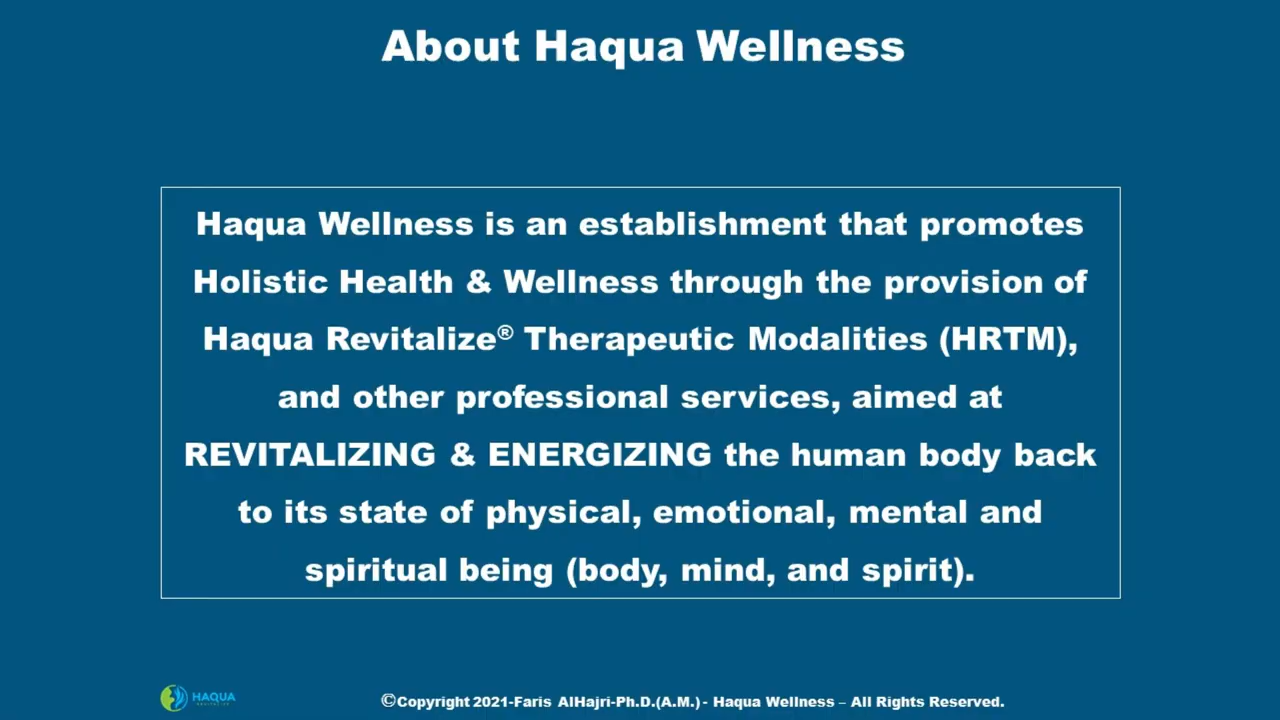 About Haqua Wellness
Haqua Wellness is an establishment that promotes
Holistic Health & Wellness through the provision of
Haqua Revitalize® Therapeutic Modalities (HRTM),
and other professional services, aimed at
REVITALIZING & ENERGIZING the human body back
to its state of physical, emotional, mental and
spiritual being (body, mind, and spirit).
HAQUA
©Copyright 2021-Faris AlHajri-Ph.D.(A.M.) - Haqua Wellness – All Rights Reserved.